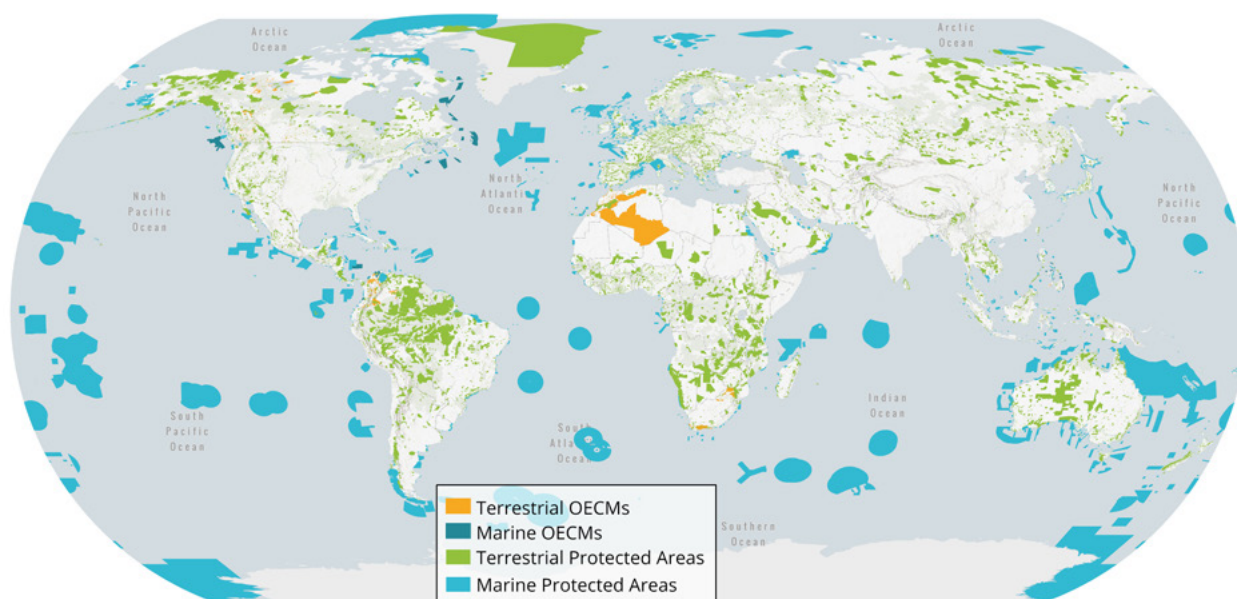 Arctic
Ocean
Arctic
Ocean
North
Pacific
Ocean
North
Atlantic
Ocean
North
Pacific
Ocean
South
Pacific
Ocean
South
Atlantic
Ocean
Indian
Ocean
Southern
Ocean
Terrestrial OECMs
Marine OECMs
Terrestrial Protected Areas
Marine Protected Areas